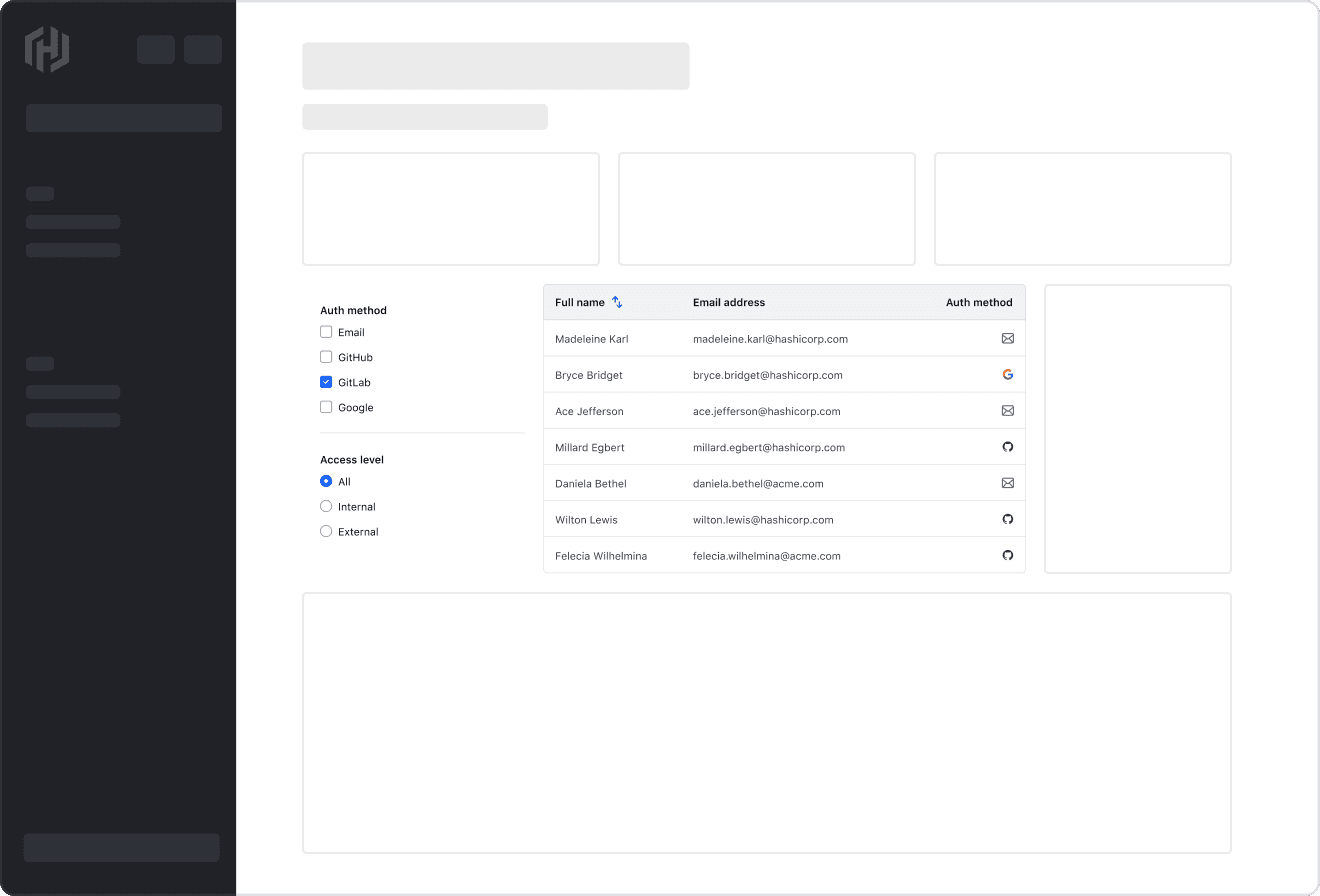 Auth method
Email
GitHub
GitLab
Google
Access level
All
Internal
External
Full name Email address Auth method
Madeleine Karl madeleine.karl@hashicorp.com
Bryce Bridget bryce.bridget@hashicorp.com
Ace Jefferson ace.jefferson@hashicorp.com
Millard Egbert millard.egbert@hashicorp.com
Daniela Bethel daniela.bethel@acme.com
Wilton Lewis wilton.lewis@hashicorp.com
Felecia Wilhelmina felecia.wilhelmina@acme.com